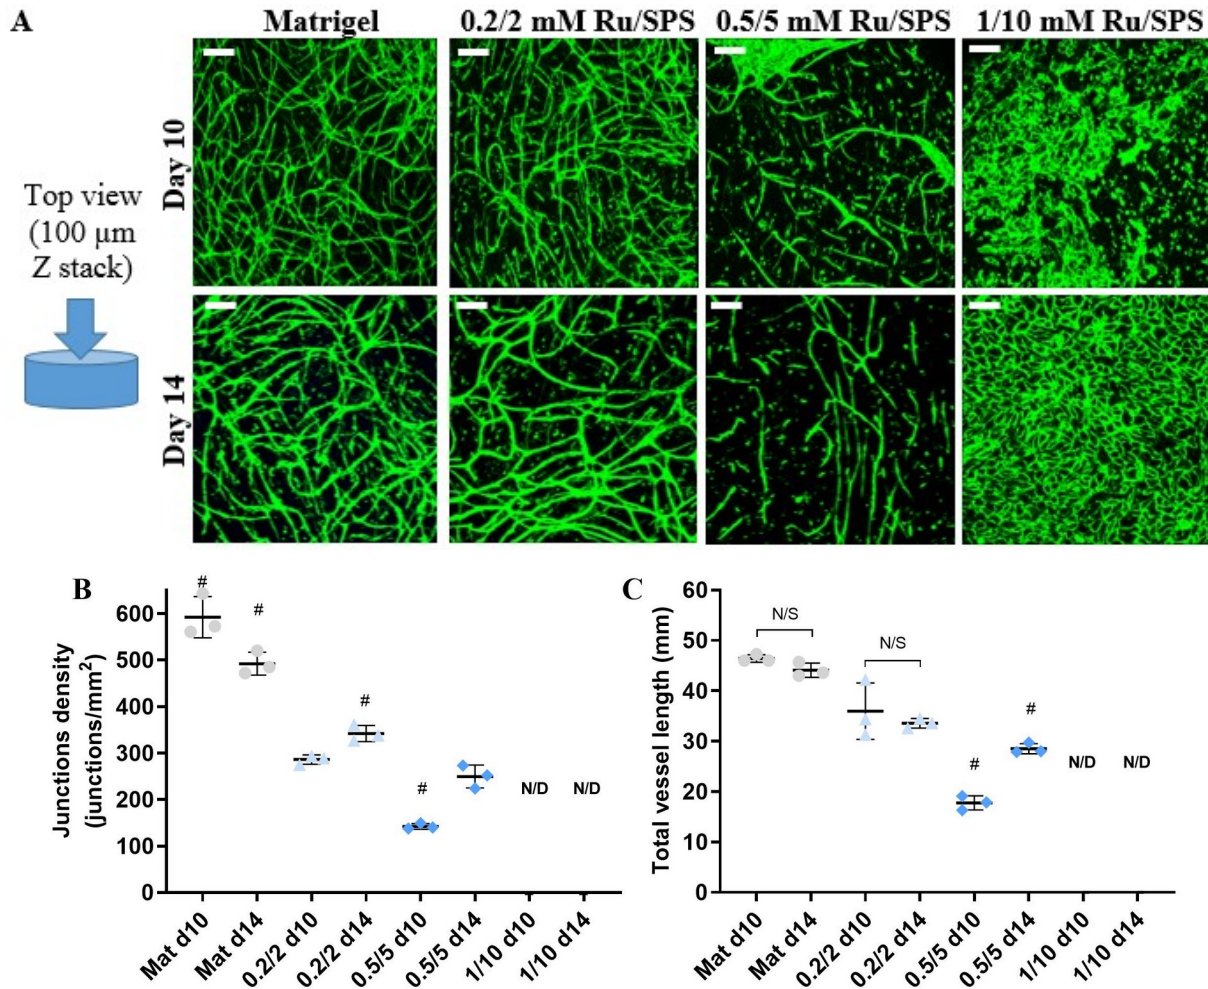 A
Matrigel
0.2/2 mM Ru/SPS
0.5/5 mM Ru/SPS
1/10 mM Ru/SPS
Day 10
Top view
(100 µm
Z stack)
Day 14
B
Junctions density
(junctions/mm²)
600
500
400
300
200
100
0
#
#
#
#
N/D
N/D
Mat d10
Mat d14
0.2/2 d10
0.2/2 d14
0.5/5 d10
0.5/5 d14
1/10 d10
1/10 d14
C
Total vessel length (mm)
60
50
40
30
20
10
0
N/S
N/S
#
#
N/D
N/D
Mat d10
Mat d14
0.2/2 d10
0.2/2 d14
0.5/5 d10
0.5/5 d14
1/10 d10
1/10 d14